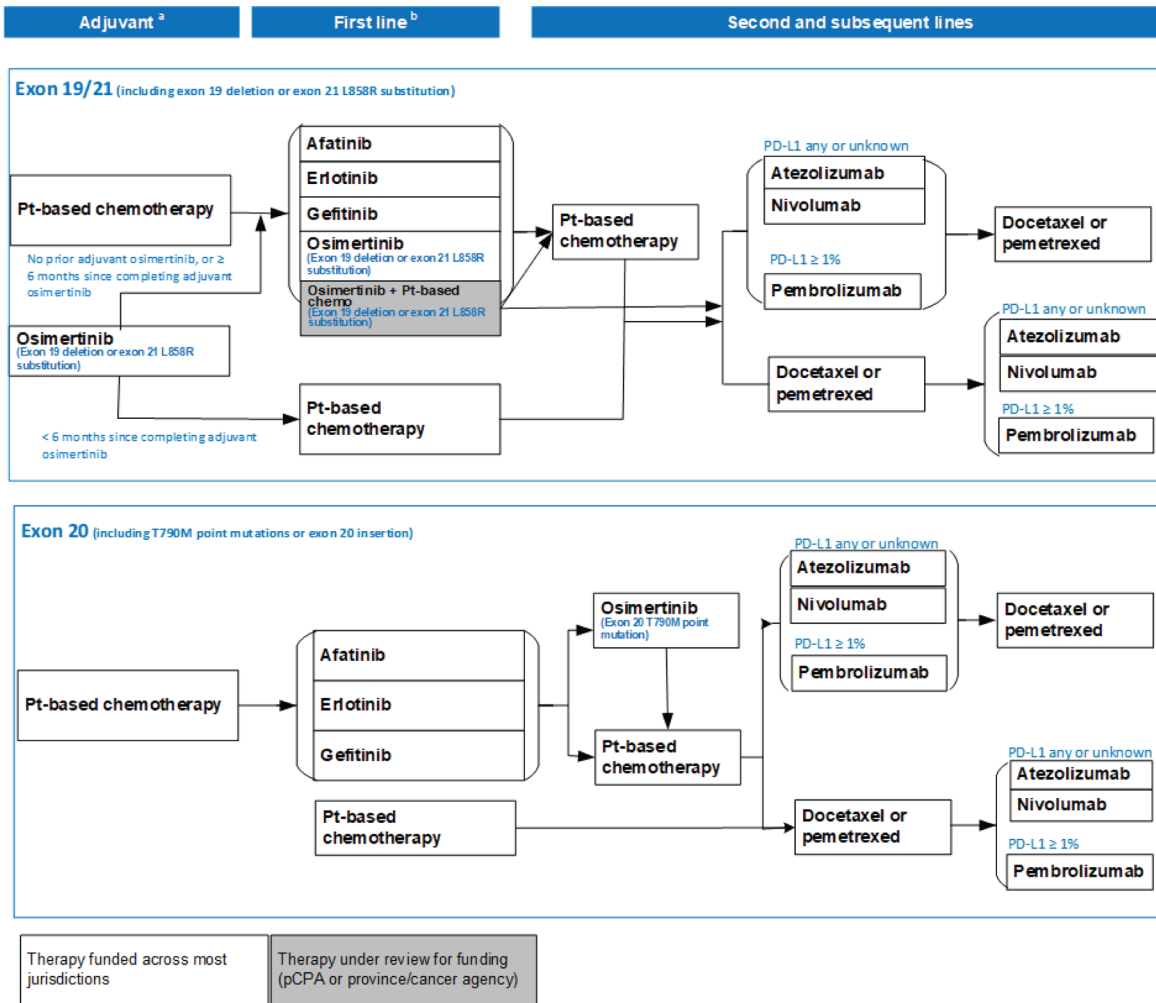 Adjuvant a
First line b
Second and subsequent lines
Exon 19/21 (including exon 19 deletion or exon 21 L858R substitution)
Pt-based chemotherapy
No prior adjuvant osimertinib, or ≥
6 months since completing adjuvant
osimertinib
Osimertinib
(Exon 19 deletion or exon 21 L858R
substitution)
< 6 months since completing adjuvant
osimertinib
Afatinib
Erlotinib
Gefitinib
Osimertinib
(Exon 19 deletion or exon 21 L858R
substitution)
Osimertinib + Pt-based
chemo
(Exon 19 deletion or exon 21 L858R
substitution)
Pt-based
chemotherapy
Pt-based
chemotherapy
PD-L1 any or unknown
Atezolizumab
Nivolumab
PD-L1 ≥ 1%
Pembrolizumab
Docetaxel or
pemetrexed
Docetaxel or
pemetrexed
PD-L1 any or unknown
Atezolizumab
Nivolumab
PD-L1 ≥ 1%
Pembrolizumab
Exon 20 (including T790M point mutations or exon 20 insertion)
Pt-based chemotherapy
Afatinib
Erlotinib
Gefitinib
Pt-based
chemotherapy
Osimertinib
(Exon 20 T790M point
mutation)
Pt-based
chemotherapy
PD-L1 any or unknown
Atezolizumab
Nivolumab
PD-L1 ≥ 1%
Pembrolizumab
Docetaxel or
pemetrexed
Docetaxel or
pemetrexed
PD-L1 any or unknown
Atezolizumab
Nivolumab
PD-L1 ≥ 1%
Pembrolizumab
Therapy funded across most
jurisdictions
Therapy under review for funding
(pCPA or province/cancer agency)